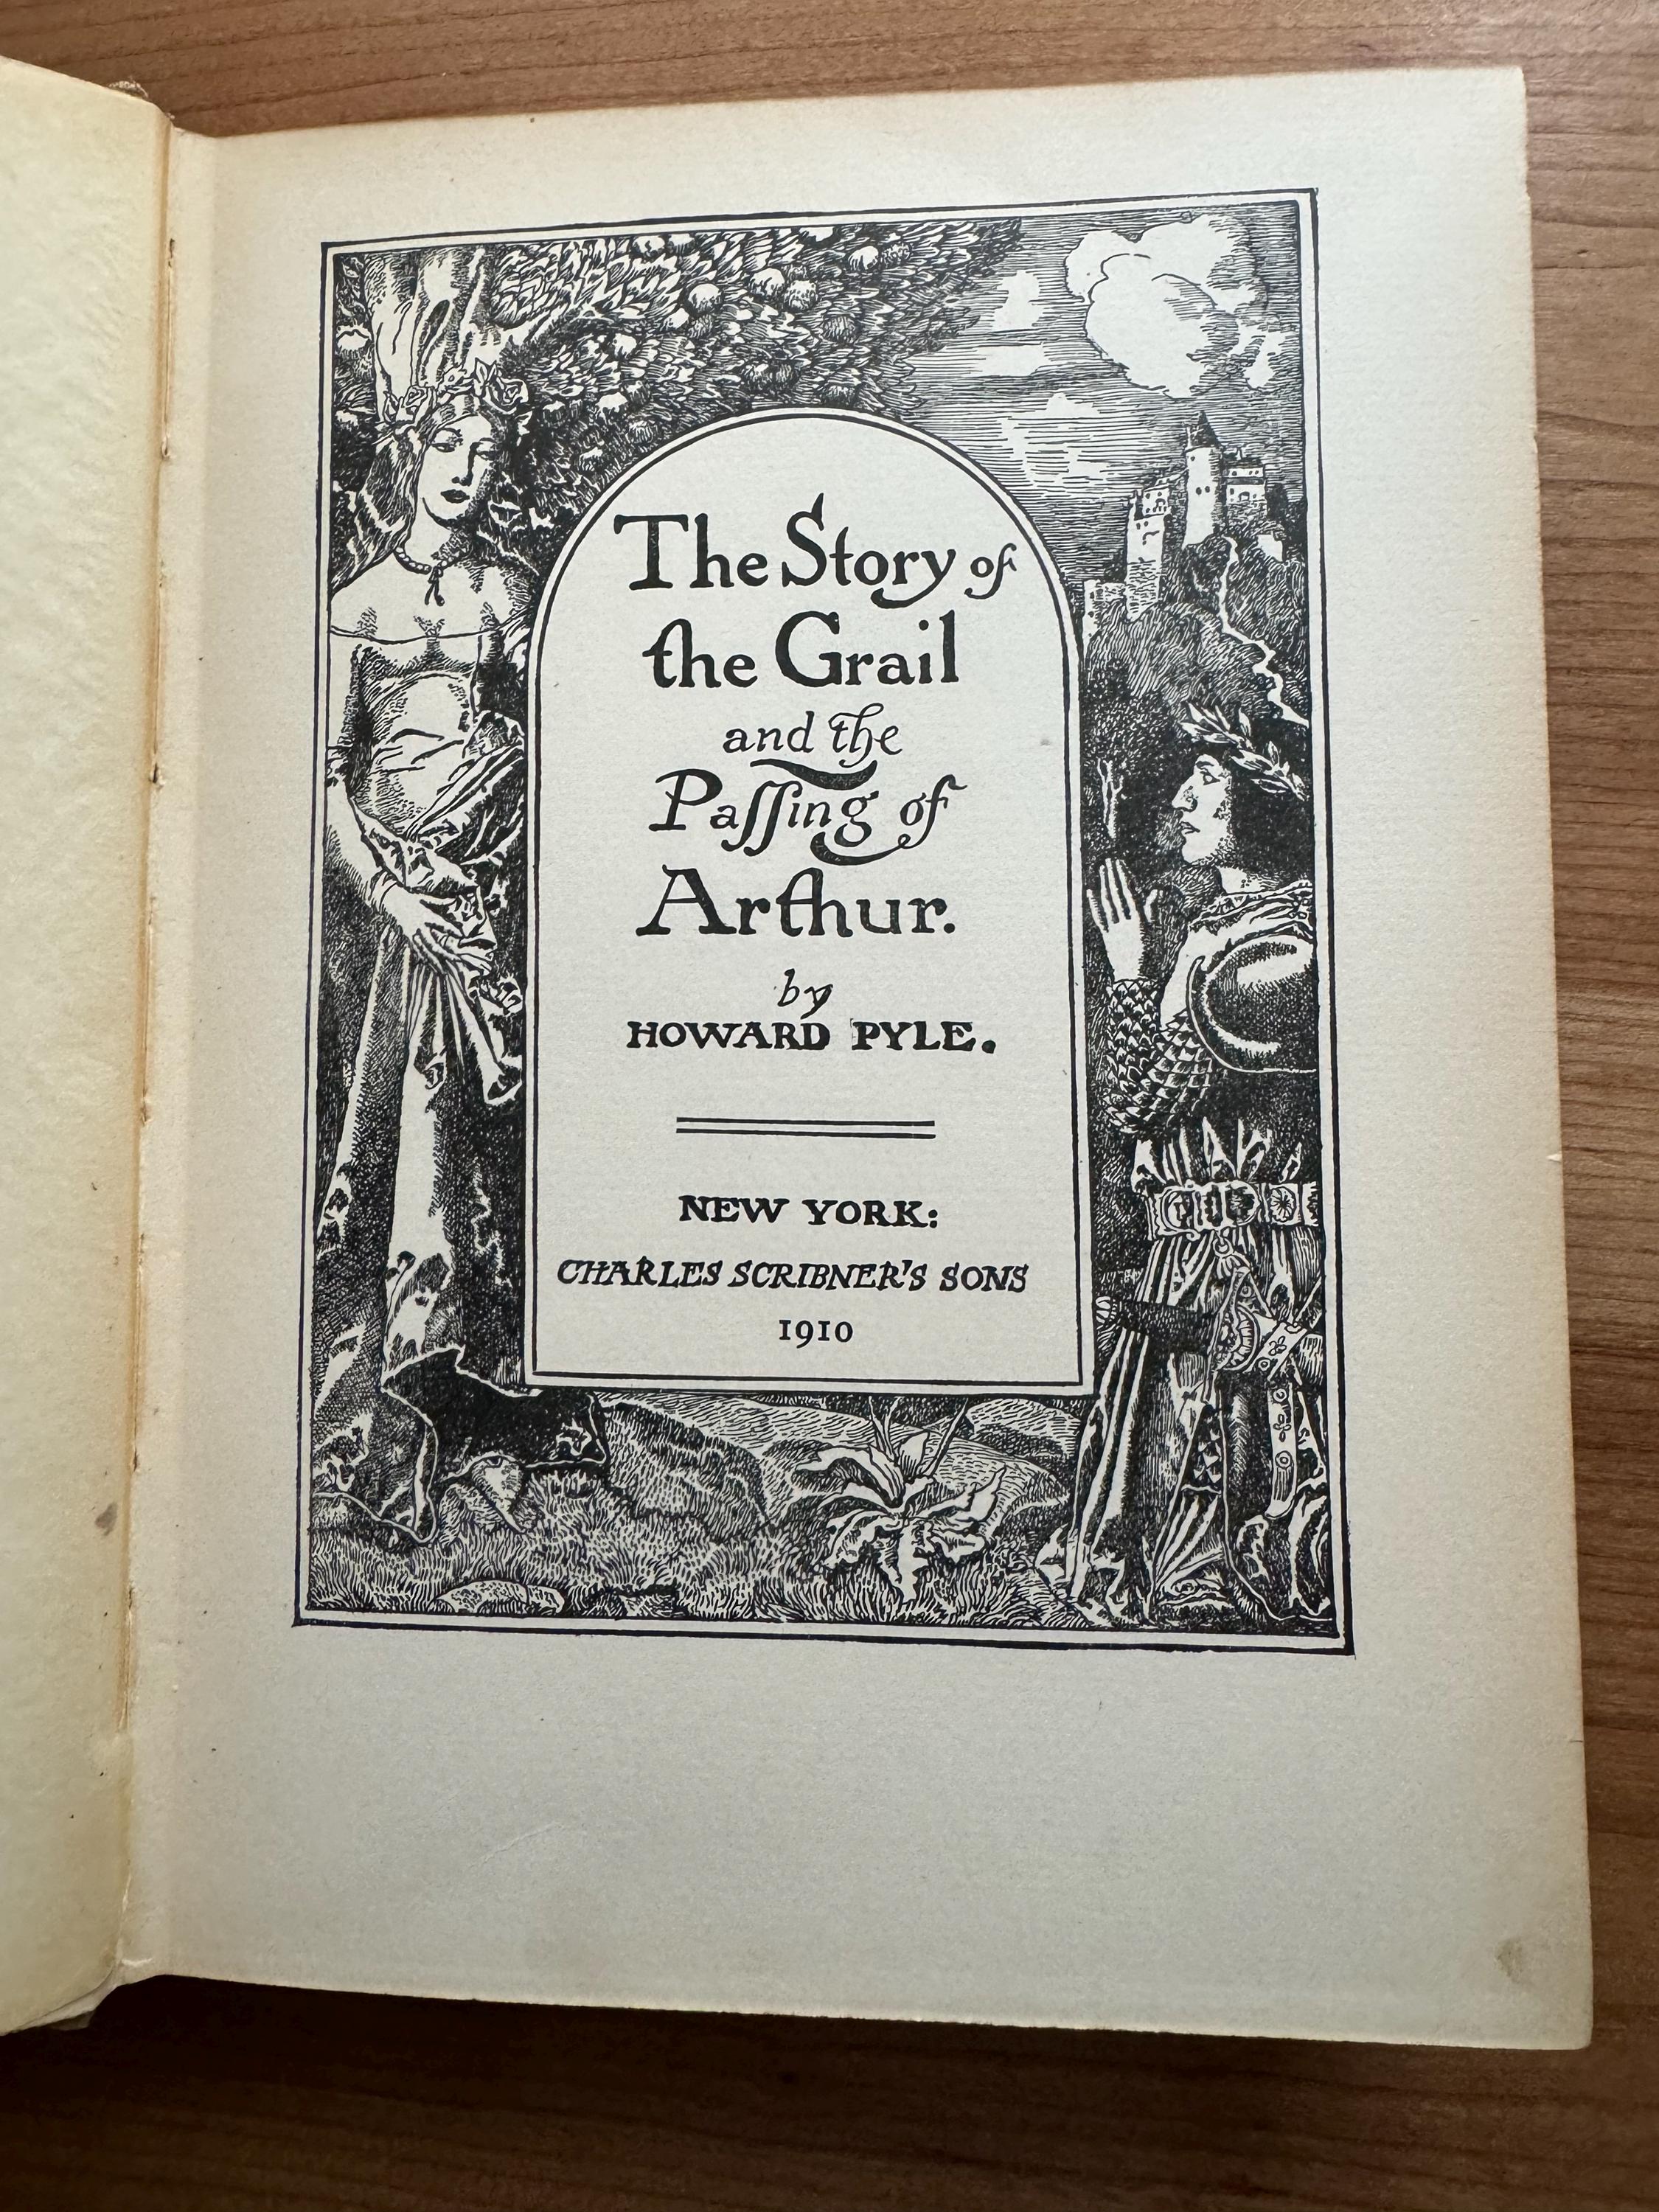 The Story of
the Grail
and the
Paſſing of
Arthur.
by
HOWARD PYLE.
NEW YORK:
CHARLES SCRIBNER'S SONS
1910